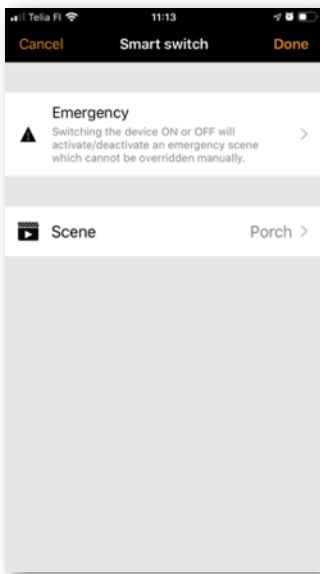 Telia FI 11:13
Cancel Smart switch Done
Emergency
Switching the device ON or OFF will
activate/deactivate an emergency scene
which cannot be overridden manually.
Scene Porch